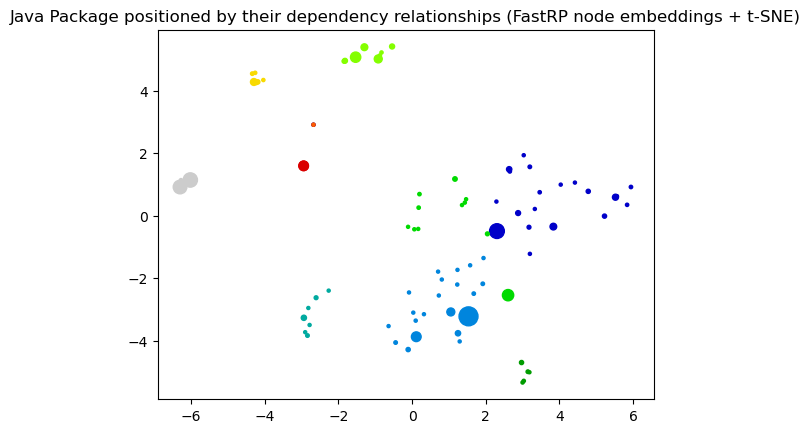 Java Package positioned by their dependency relationships (FastRP node embeddings + t-SNE)
4
2
0
−2
−4
−6 −4 −2 0 2 4 6